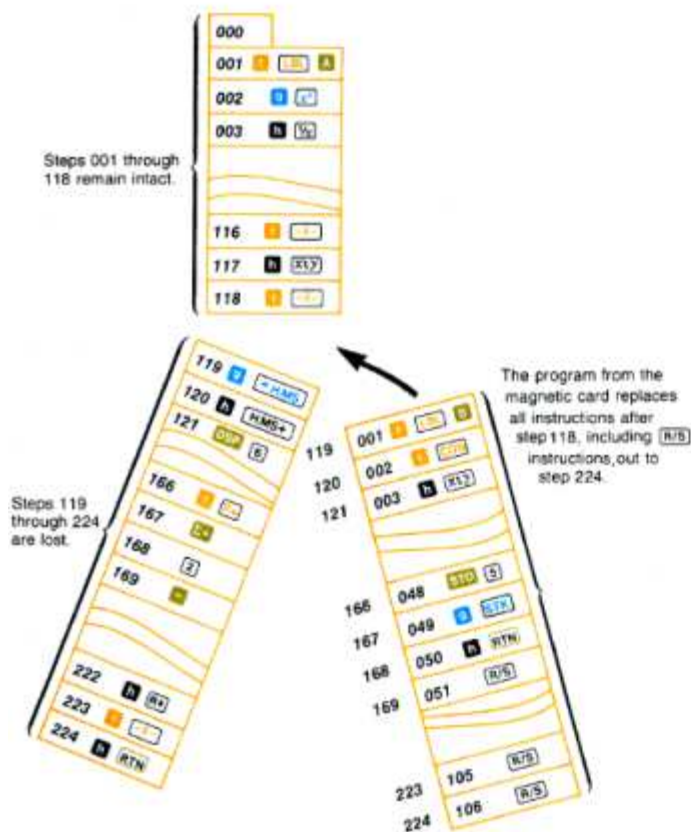 000
001 f LBL A
002 g x²
003 h ¹/x
Steps 001 through
118 remain intact.
116 f -x-
117 h x⇄y
118 f -x-
119 g →H.MS
120 h H.MS+
121 DSP 6
166 f
167
168 2
169
222 h
223 f -x-
224 h RTN
Steps 119
through 224
are lost.
The program from the
magnetic card replaces
all instructions after
step 118, including R/S
instructions, out to
step 224.
119 001 f LBL B
120 002 f
121 003 h x⇄y
166 048 STO 5
167 049 g STK
168 050 h RTN
169 051 R/S
223 105 R/S
224 106 R/S